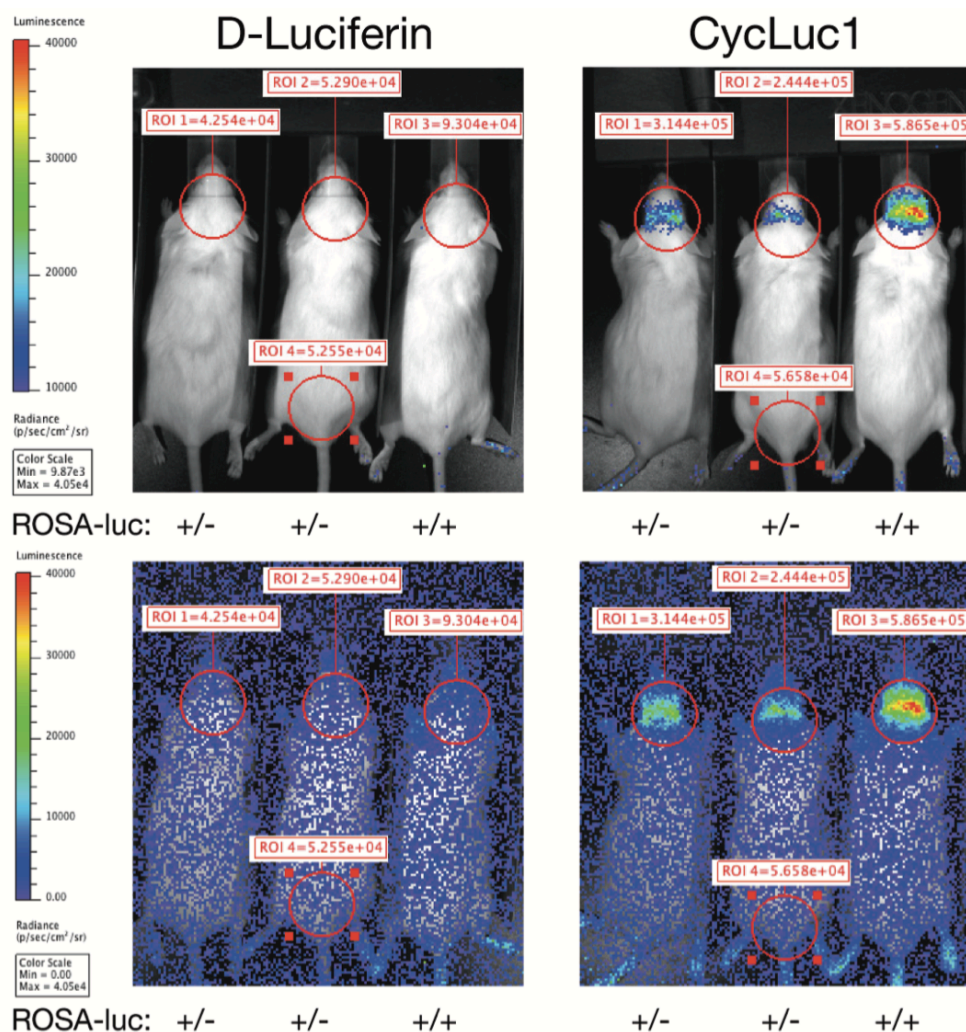 D-Luciferin
CycLuc1
Luminescence
40000
30000
20000
10000
Radiance
(p/sec/cm²/sr)
Color Scale
Min = 9.87e3
Max = 4.05e4
ROI 1=4.254e+04
ROI 2=5.290e+04
ROI 3=9.304e+04
ROI 4=5.255e+04
ROI 1=3.144e+05
ROI 2=2.444e+05
ROI 3=5.865e+05
ROI 4=5.658e+04
ROSA-luc: +/- +/- +/+ +/- +/- +/+
Luminescence
40000
30000
20000
10000
0.00
Radiance
(p/sec/cm²/sr)
Color Scale
Min = 0.00
Max = 4.05e4
ROI 1=4.254e+04
ROI 2=5.290e+04
ROI 3=9.304e+04
ROI 4=5.255e+04
ROI 1=3.144e+05
ROI 2=2.444e+05
ROI 3=5.865e+05
ROI 4=5.658e+04
ROSA-luc: +/- +/- +/+ +/- +/- +/+